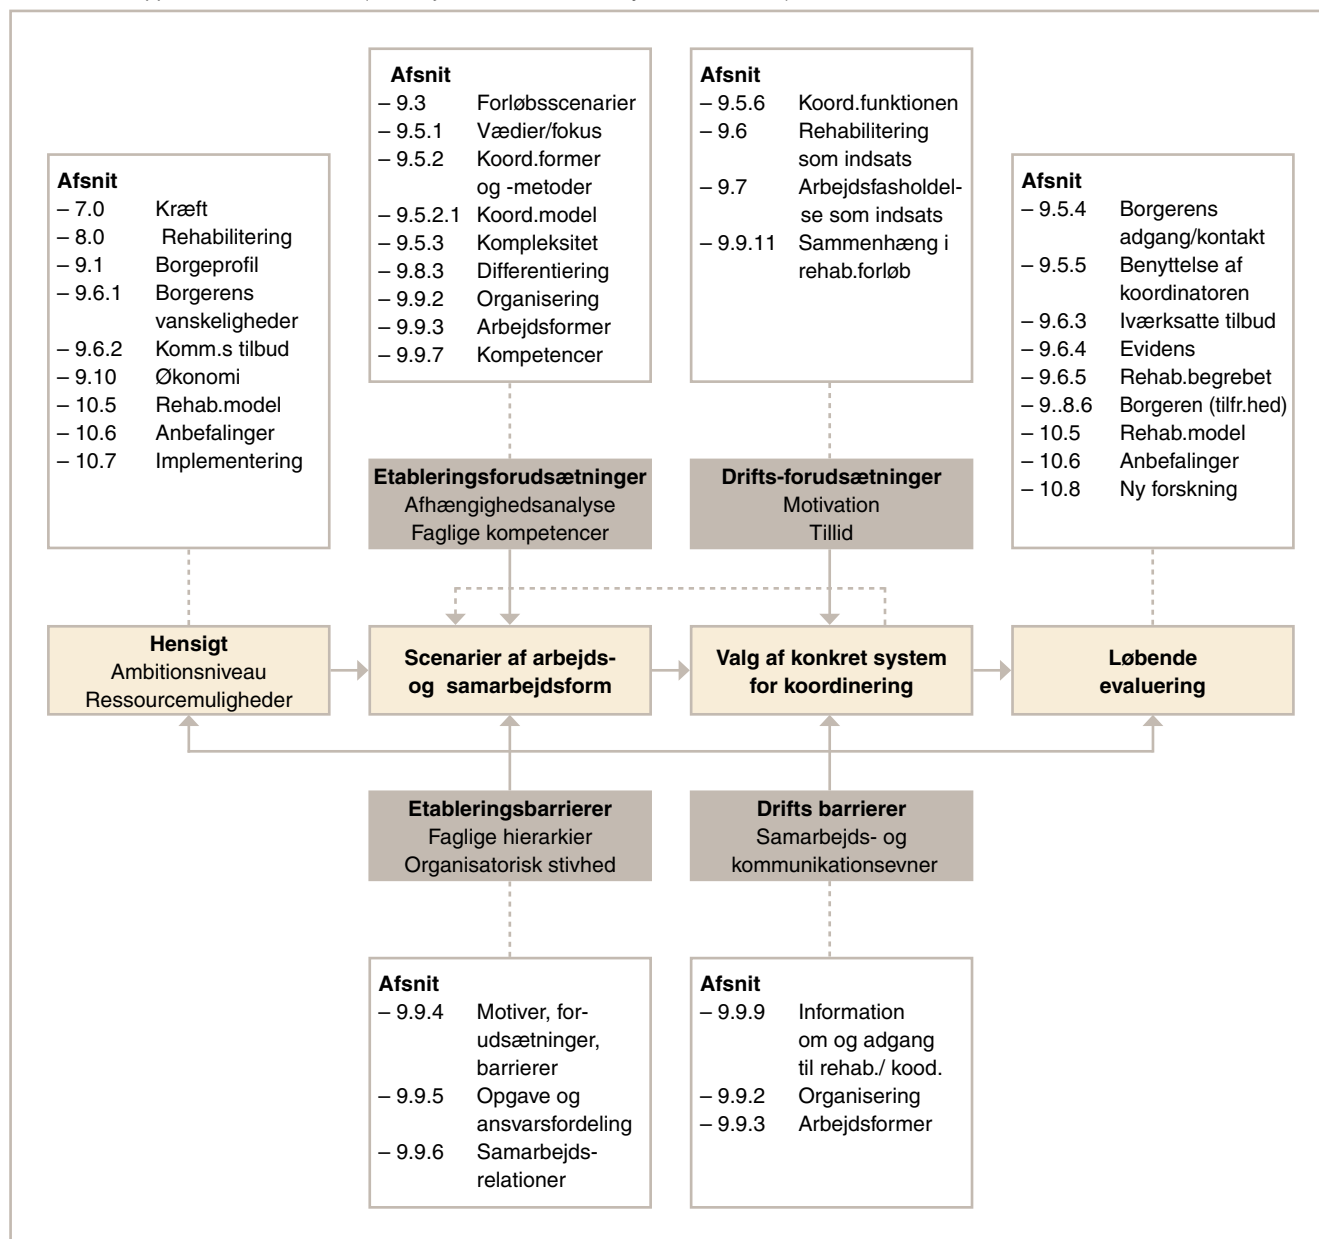 Afsnit
– 7.0 Kræft
– 8.0 Rehabilitering
– 9.1 Borgeprofil
– 9.6.1 Borgerens
vanskeligheder
– 9.6.2 Komm.s tilbud
– 9.10 Økonomi
– 10.5 Rehab.model
– 10.6 Anbefalinger
– 10.7 Implementering
Afsnit
– 9.3 Forløbsscenarier
– 9.5.1 Vædier/fokus
– 9.5.2 Koord.former
og -metoder
– 9.5.2.1 Koord.model
– 9.5.3 Kompleksitet
– 9.8.3 Differentiering
– 9.9.2 Organisering
– 9.9.3 Arbejdsformer
– 9.9.7 Kompetencer
Afsnit
– 9.5.6 Koord.funktionen
– 9.6 Rehabilitering
som indsats
– 9.7 Arbejdsfasholdel-
se som indsats
– 9.9.11 Sammenhæng i
rehab.forløb
Afsnit
– 9.5.4 Borgerens
adgang/kontakt
– 9.5.5 Benyttelse af
koordinatoren
– 9.6.3 Iværksatte tilbud
– 9.6.4 Evidens
– 9.6.5 Rehab.begrebet
– 9..8.6 Borgeren (tilfr.hed)
– 10.5 Rehab.model
– 10.6 Anbefalinger
– 10.8 Ny forskning
Etableringsforudsætninger
Afhængighedsanalyse
Faglige kompetencer
Drifts-forudsætninger
Motivation
Tillid
Hensigt
Ambitionsniveau
Ressourcemuligheder
Scenarier af arbejds-
og samarbejdsform
Valg af konkret system
for koordinering
Løbende
evaluering
Etableringsbarrierer
Faglige hierarkier
Organisatorisk stivhed
Drifts barrierer
Samarbejds- og
kommunikationsevner
Afsnit
– 9.9.4 Motiver, for-
udsætninger,
barrierer
– 9.9.5 Opgave og
ansvarsfordeling
– 9.9.6 Samarbejds-
relationer
Afsnit
– 9.9.9 Information
om og adgang
til rehab./ kood.
– 9.9.2 Organisering
– 9.9.3 Arbejdsformer